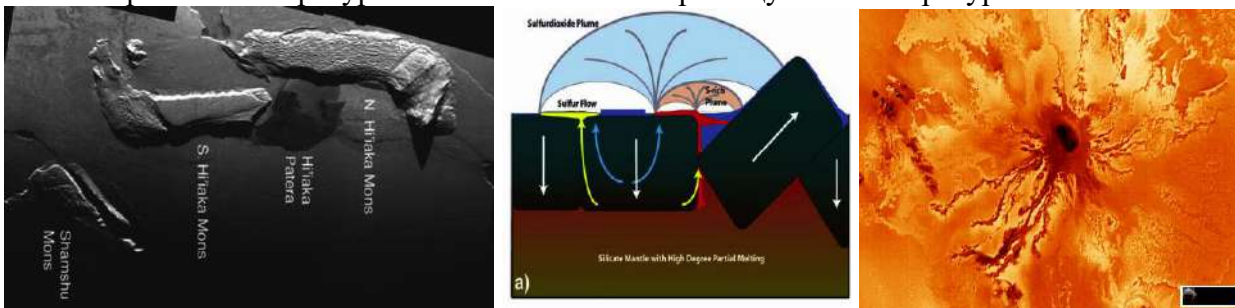 N Hi'iaka Mons
Hi'iaka
Patera
S Hi'iaka Mons
Shamshu
Mons
Sulfurdioxide Plume
S-rich
Plume
Sulfur Flow
Silicate Mantle with High Degree Partial Melting
a)